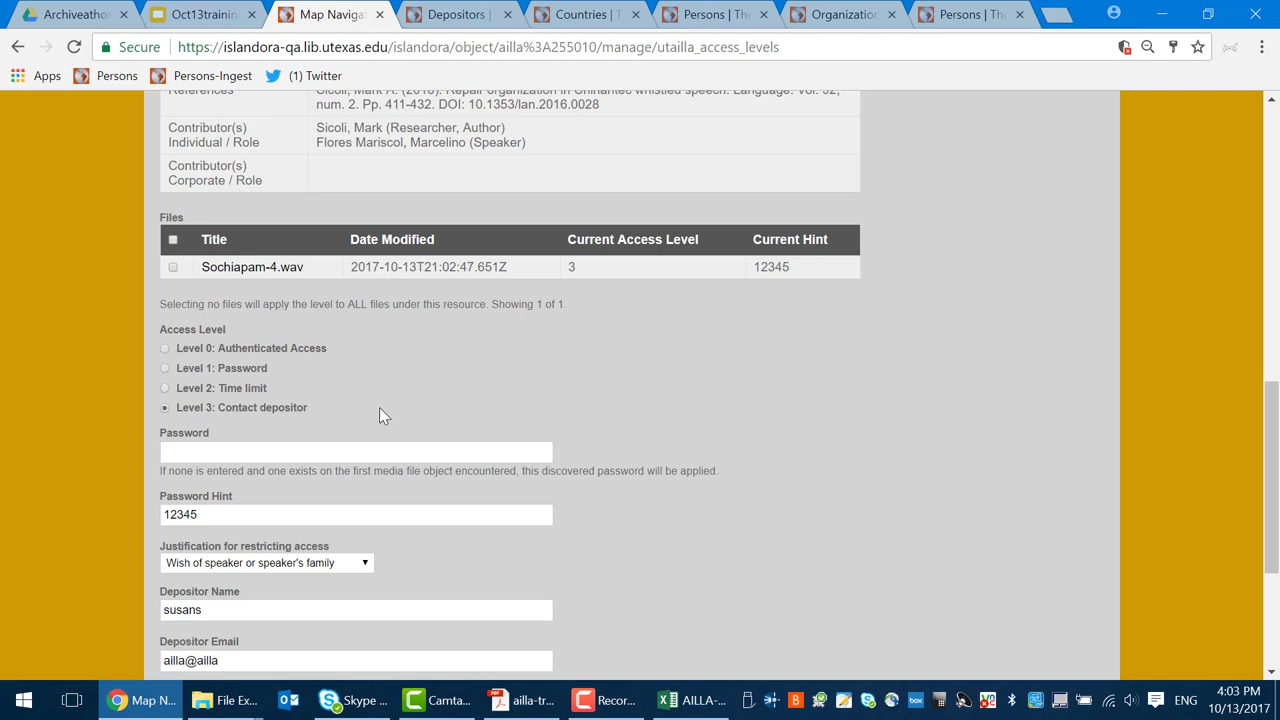 Archiveatho
Oct13trainin
Map Naviga
Depositors |
Countries | T
Persons | Th
Organization
Persons | Th
Secure https://islandora-qa.lib.utexas.edu/islandora/object/ailla%3A255010/manage/utailla_access_levels
Apps Persons Persons-Ingest (1) Twitter
References
num. 2. Pp. 411-432. DOI: 10.1353/lan.2016.0028
Contributor(s)
Individual / Role
Sicoli, Mark (Researcher, Author)
Flores Mariscol, Marcelino (Speaker)
Contributor(s)
Corporate / Role
Files
Title Date Modified Current Access Level Current Hint
Sochiapam-4.wav 2017-10-13T21:02:47.651Z 3 12345
Selecting no files will apply the level to ALL files under this resource. Showing 1 of 1.
Access Level
Level 0: Authenticated Access
Level 1: Password
Level 2: Time limit
Level 3: Contact depositor
Password
If none is entered and one exists on the first media file object encountered, this discovered password will be applied.
Password Hint
12345
Justification for restricting access
Wish of speaker or speaker's family
Depositor Name
susans
Depositor Email
ailla@ailla
Map N...
File Ex...
Skype ...
Camta...
ailla-tr...
Recor...
AILLA-...
ENG
4:03 PM
10/13/2017